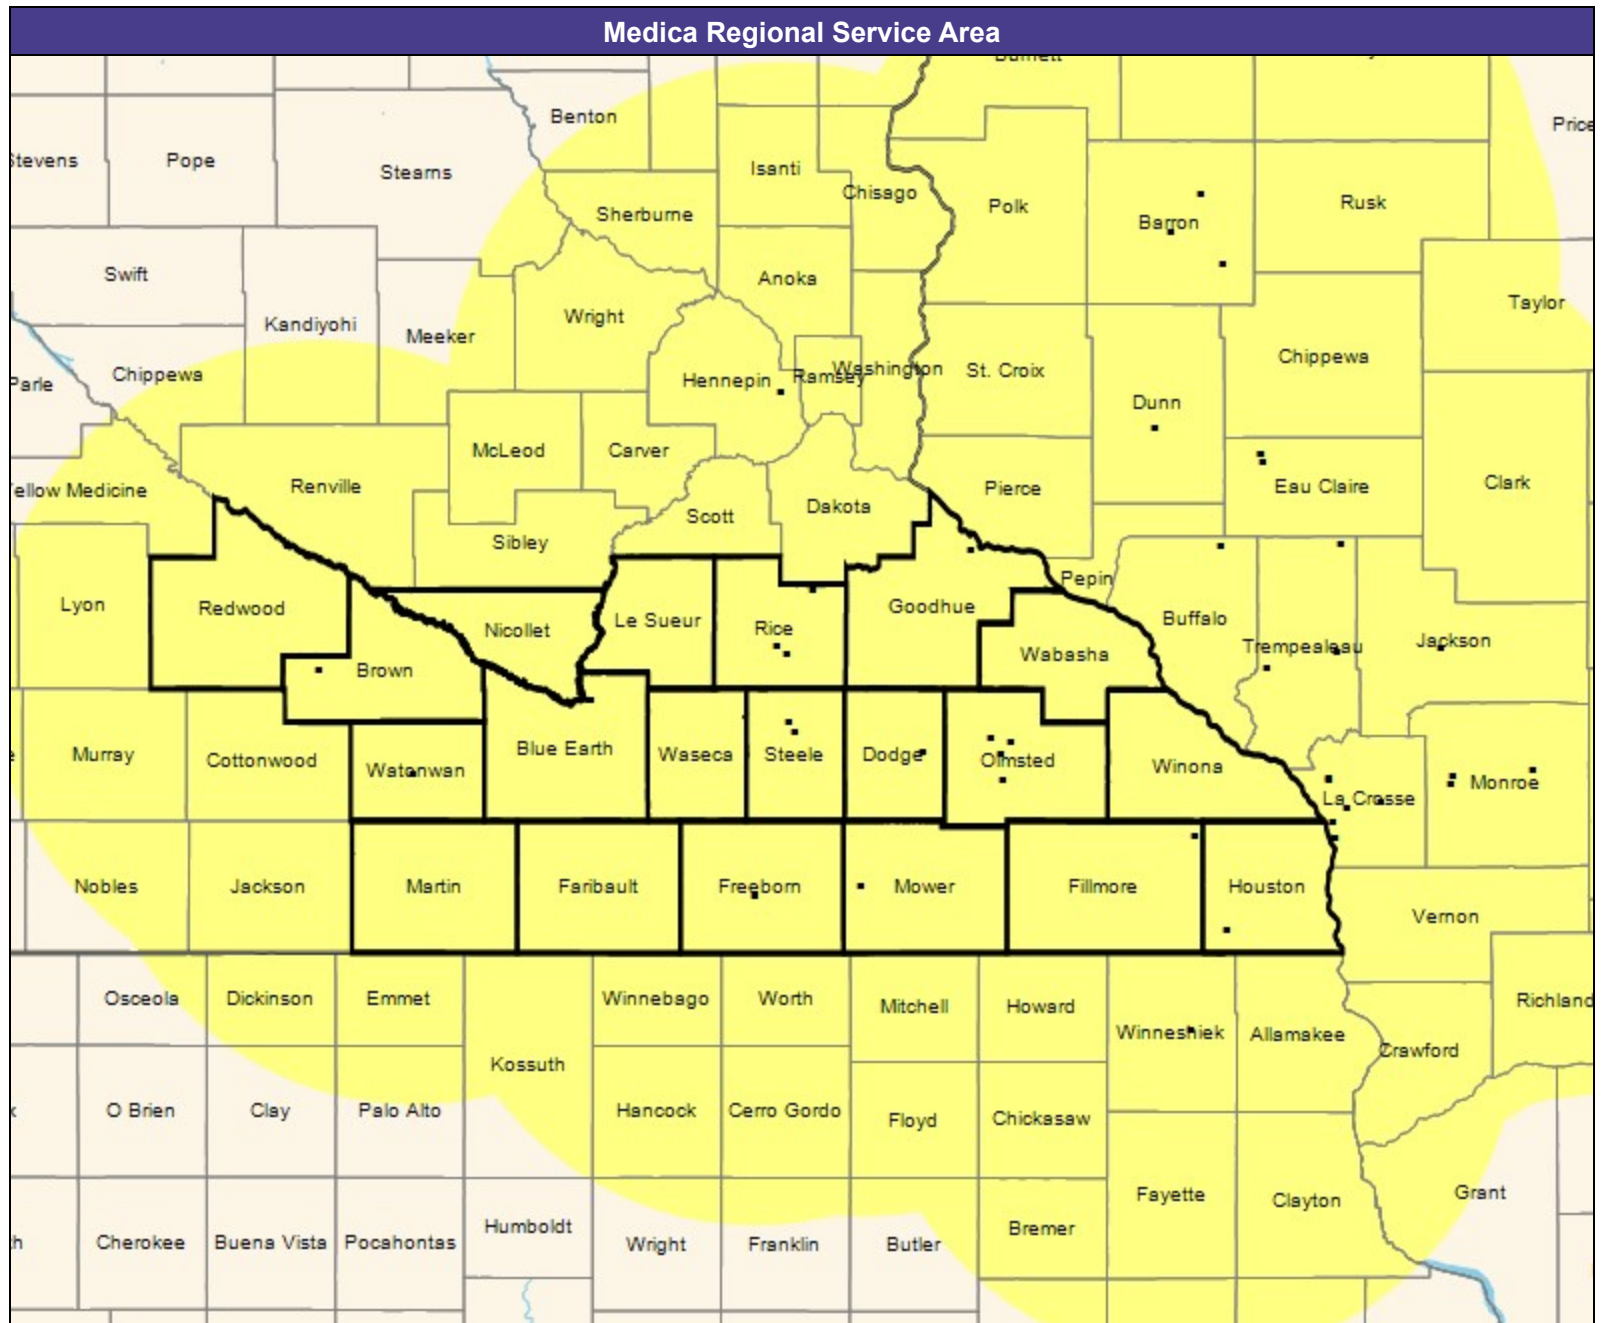 Medica Regional Service Area
Benton
Price
Stevens
Pope
Stearns
Isanti
Chisago
Sherburne
Polk
Barron
Rusk
Swift
Anoka
Taylor
Kandiyohi
Wright
Meeker
Chippewa
Parle
Chippewa
Hennepin
Ramsey
Washington
St. Croix
Dunn
McLeod
Carver
Yellow Medicine
Renville
Pierce
Eau Claire
Clark
Scott
Dakota
Sibley
Pepin
Lyon
Redwood
Nicollet
Le Sueur
Rice
Goodhue
Buffalo
Trempealeau
Jackson
Brown
Wabasha
Murray
Cottonwood
Watonwan
Blue Earth
Waseca
Steele
Dodge
Olmsted
Winona
La Crosse
Monroe
Nobles
Jackson
Martin
Faribault
Freeborn
Mower
Fillmore
Houston
Vernon
Osceola
Dickinson
Emmet
Winnebago
Worth
Mitchell
Howard
Richland
Winneshiek
Allamakee
Crawford
Kossuth
O Brien
Clay
Palo Alto
Hancock
Cerro Gordo
Floyd
Chickasaw
Fayette
Clayton
Grant
Cherokee
Buena Vista
Pocahontas
Humboldt
Wright
Franklin
Butler
Bremer